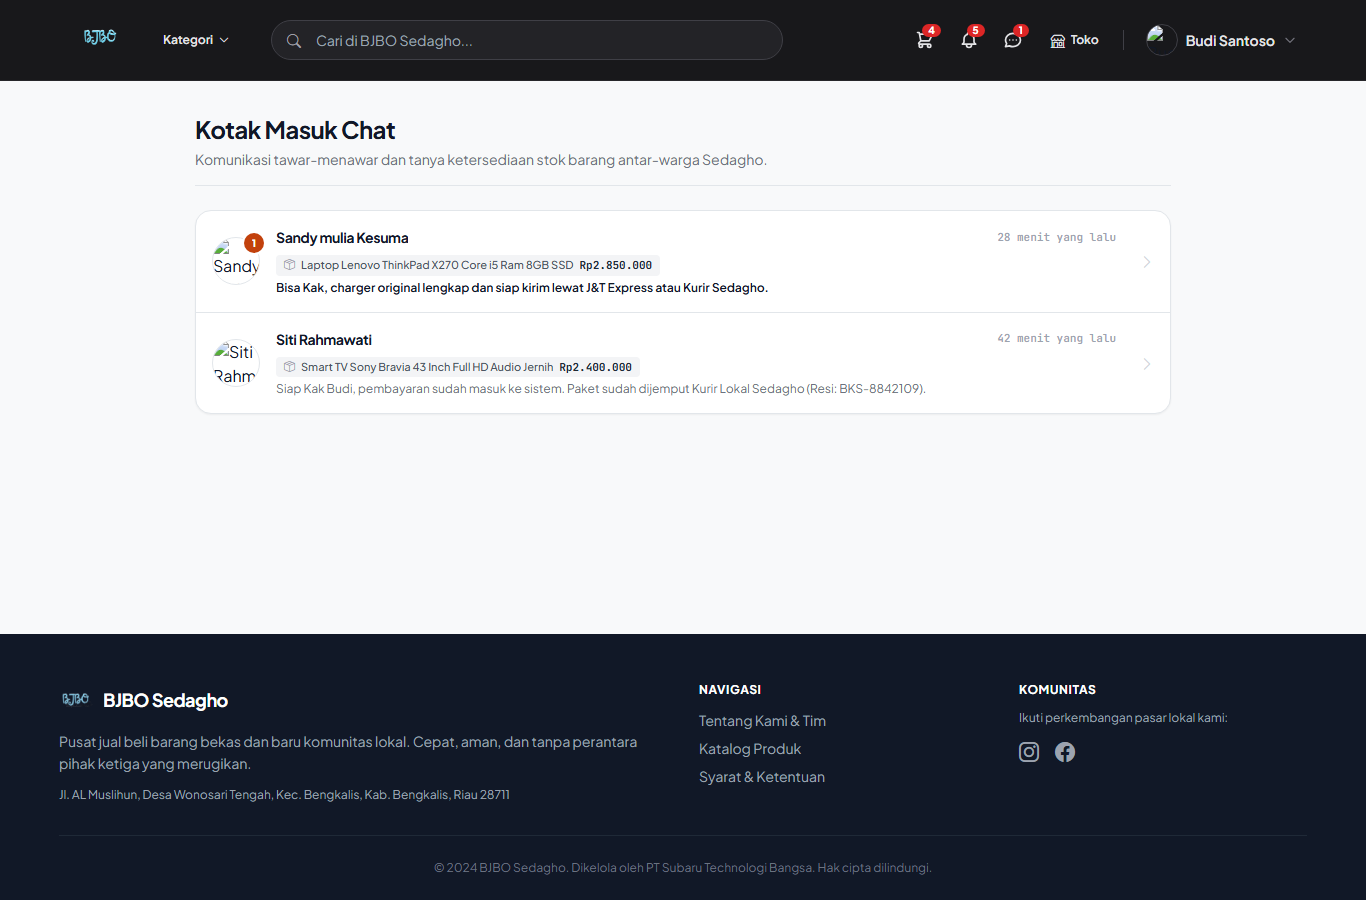 BJBO
Kategori
Cari di BJBO Sedagho...
4
5
1
Toko
Budi Santoso
Kotak Masuk Chat
Komunikasi tawar-menawar dan tanya ketersediaan stok barang antar-warga Sedagho.
Sandy
1
Sandy mulia Kesuma
28 menit yang lalu
Laptop Lenovo ThinkPad X270 Core i5 Ram 8GB SSD Rp2.850.000
Bisa Kak, charger original lengkap dan siap kirim lewat J&T Express atau Kurir Sedagho.
Siti
Rahm
Siti Rahmawati
42 menit yang lalu
Smart TV Sony Bravia 43 Inch Full HD Audio Jernih Rp2.400.000
Siap Kak Budi, pembayaran sudah masuk ke sistem. Paket sudah dijemput Kurir Lokal Sedagho (Resi: BKS-8842109).
BJBO
BJBO Sedagho
Pusat jual beli barang bekas dan baru komunitas lokal. Cepat, aman, dan tanpa perantara
pihak ketiga yang merugikan.
Jl. AL Muslihun, Desa Wonosari Tengah, Kec. Bengkalis, Kab. Bengkalis, Riau 28711
NAVIGASI
Tentang Kami & Tim
Katalog Produk
Syarat & Ketentuan
KOMUNITAS
Ikuti perkembangan pasar lokal kami:
© 2024 BJBO Sedagho. Dikelola oleh PT Subaru Technologi Bangsa. Hak cipta dilindungi.